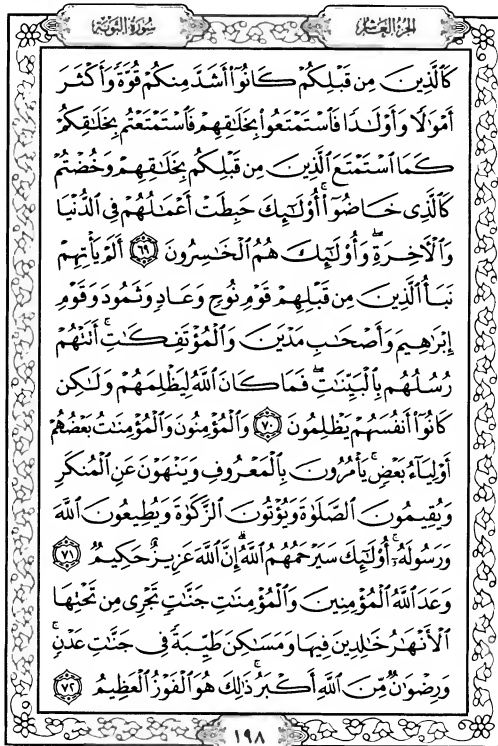 الجزء العاشر
سورة التوبة
كَٱلَّذِينَ مِن قَبْلِكُمْ كَانُوٓا۟ أَشَدَّ مِنكُمْ قُوَّةً وَأَكْثَرَ
أَمْوَٰلًا وَأَوْلَـٰدًا فَٱسْتَمْتَعُوا۟ بِخَلَـٰقِهِمْ فَٱسْتَمْتَعْتُم بِخَلَـٰقِكُمْ
كَمَا ٱسْتَمْتَعَ ٱلَّذِينَ مِن قَبْلِكُم بِخَلَـٰقِهِمْ وَخُضْتُمْ
كَٱلَّذِى خَاضُوٓا۟ ۚ أُو۟لَـٰٓئِكَ حَبِطَتْ أَعْمَـٰلُهُمْ فِى ٱلدُّنْيَا
وَٱلْـَٔاخِرَةِ ۖ وَأُو۟لَـٰٓئِكَ هُمُ ٱلْخَـٰسِرُونَ ٦٩ أَلَمْ يَأْتِهِمْ
نَبَأُ ٱلَّذِينَ مِن قَبْلِهِمْ قَوْمِ نُوحٍ وَعَادٍ وَثَمُودَ وَقَوْمِ
إِبْرَٰهِيمَ وَأَصْحَـٰبِ مَدْيَنَ وَٱلْمُؤْتَفِكَـٰتِ ۚ أَتَتْهُمْ
رُسُلُهُم بِٱلْبَيِّنَـٰتِ ۖ فَمَا كَانَ ٱللَّهُ لِيَظْلِمَهُمْ وَلَـٰكِن
كَانُوٓا۟ أَنفُسَهُمْ يَظْلِمُونَ ٧٠ وَٱلْمُؤْمِنُونَ وَٱلْمُؤْمِنَـٰتُ بَعْضُهُمْ
أَوْلِيَآءُ بَعْضٍ ۚ يَأْمُرُونَ بِٱلْمَعْرُوفِ وَيَنْهَوْنَ عَنِ ٱلْمُنكَرِ
وَيُقِيمُونَ ٱلصَّلَوٰةَ وَيُؤْتُونَ ٱلزَّكَوٰةَ وَيُطِيعُونَ ٱللَّهَ
وَرَسُولَهُۥٓ ۚ أُو۟لَـٰٓئِكَ سَيَرْحَمُهُمُ ٱللَّهُ ۗ إِنَّ ٱللَّهَ عَزِيزٌ حَكِيمٌ ٧١
وَعَدَ ٱللَّهُ ٱلْمُؤْمِنِينَ وَٱلْمُؤْمِنَـٰتِ جَنَّـٰتٍ تَجْرِى مِن تَحْتِهَا
ٱلْأَنْهَـٰرُ خَـٰلِدِينَ فِيهَا وَمَسَـٰكِنَ طَيِّبَةً فِى جَنَّـٰتِ عَدْنٍ ۚ
وَرِضْوَٰنٌ مِّنَ ٱللَّهِ أَكْبَرُ ۚ ذَٰلِكَ هُوَ ٱلْفَوْزُ ٱلْعَظِيمُ ٧٢
١٩٨